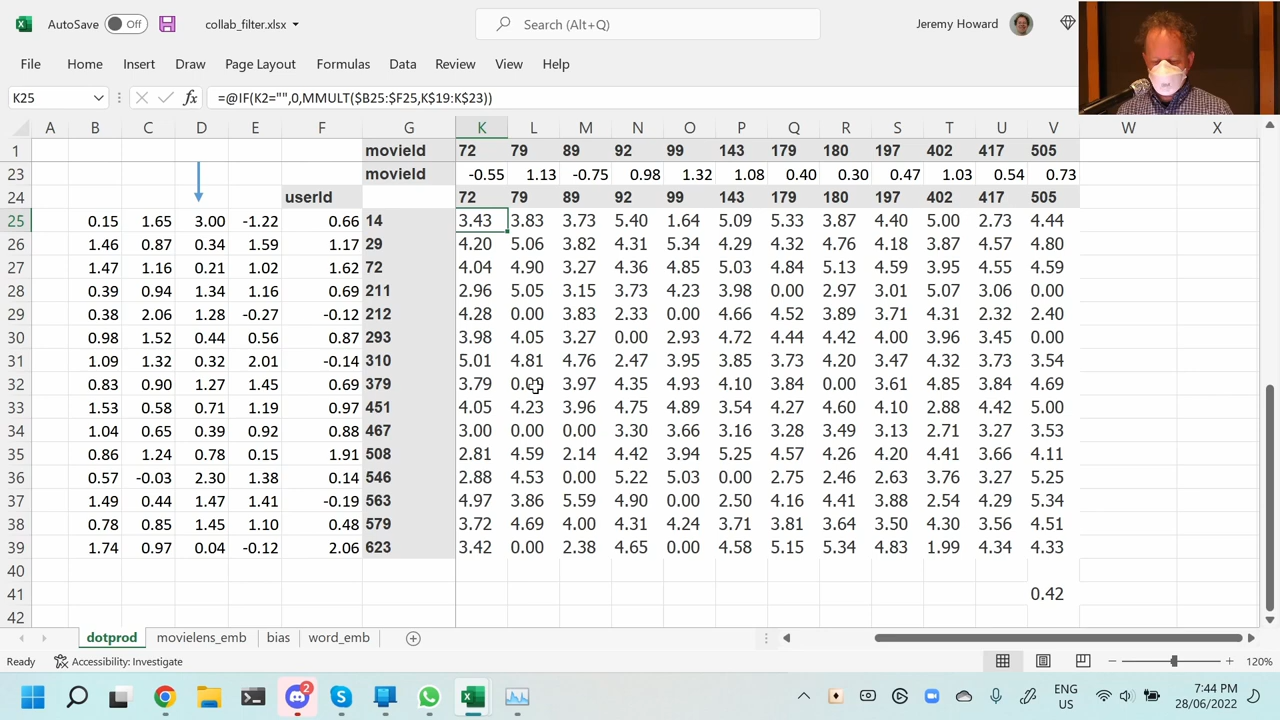 AutoSave Off collab_filter.xlsx Search (Alt+Q) Jeremy Howard
File Home Insert Draw Page Layout Formulas Data Review View Help
K25 fx =@IF(K2="",0,MMULT($B25:$F25,K$19:K$23))
A B C D E F G K L M N O P Q R S T U V W X
1 movieId 72 79 89 92 99 143 179 180 197 402 417 505
23 movieId -0.55 1.13 -0.75 0.98 1.32 1.08 0.40 0.30 0.47 1.03 0.54 0.73
24 userId 72 79 89 92 99 143 179 180 197 402 417 505
25 0.15 1.65 3.00 -1.22 0.66 14 3.43 3.83 3.73 5.40 1.64 5.09 5.33 3.87 4.40 5.00 2.73 4.44
26 1.46 0.87 0.34 1.59 1.17 29 4.20 5.06 3.82 4.31 5.34 4.29 4.32 4.76 4.18 3.87 4.57 4.80
27 1.47 1.16 0.21 1.02 1.62 72 4.04 4.90 3.27 4.36 4.85 5.03 4.84 5.13 4.59 3.95 4.55 4.59
28 0.39 0.94 1.34 1.16 0.69 211 2.96 5.05 3.15 3.73 4.23 3.98 0.00 2.97 3.01 5.07 3.06 0.00
29 0.38 2.06 1.28 -0.27 -0.12 212 4.28 0.00 3.83 2.33 0.00 4.66 4.52 3.89 3.71 4.31 2.32 2.40
30 0.98 1.52 0.44 0.56 0.87 293 3.98 4.05 3.27 0.00 2.93 4.72 4.44 4.42 4.00 3.96 3.45 0.00
31 1.09 1.32 0.32 2.01 -0.14 310 5.01 4.81 4.76 2.47 3.95 3.85 3.73 4.20 3.47 4.32 3.73 3.54
32 0.83 0.90 1.27 1.45 0.69 379 3.79 3.97 4.35 4.93 4.10 3.84 0.00 3.61 4.85 3.84 4.69
33 1.53 0.58 0.71 1.19 0.97 451 4.05 4.23 3.96 4.75 4.89 3.54 4.27 4.60 4.10 2.88 4.42 5.00
34 1.04 0.65 0.39 0.92 0.88 467 3.00 0.00 0.00 3.30 3.66 3.16 3.28 3.49 3.13 2.71 3.27 3.53
35 0.86 1.24 0.78 0.15 1.91 508 2.81 4.59 2.14 4.42 3.94 5.25 4.57 4.26 4.20 4.41 3.66 4.11
36 0.57 -0.03 2.30 1.38 0.14 546 2.88 4.53 0.00 5.22 5.03 0.00 2.75 2.46 2.63 3.76 3.27 5.25
37 1.49 0.44 1.47 1.41 -0.19 563 4.97 3.86 5.59 4.90 0.00 2.50 4.16 4.41 3.88 2.54 4.29 5.34
38 0.78 0.85 1.45 1.10 0.48 579 3.72 4.69 4.00 4.31 4.24 3.71 3.81 3.64 3.50 4.30 3.56 4.51
39 1.74 0.97 0.04 -0.12 2.06 623 3.42 0.00 2.38 4.65 0.00 4.58 5.15 5.34 4.83 1.99 4.34 4.33
40
41 0.42
42
dotprod movielens_emb bias word_emb
Ready Accessibility: Investigate 120%
2 ENG US 7:44 PM 28/06/2022